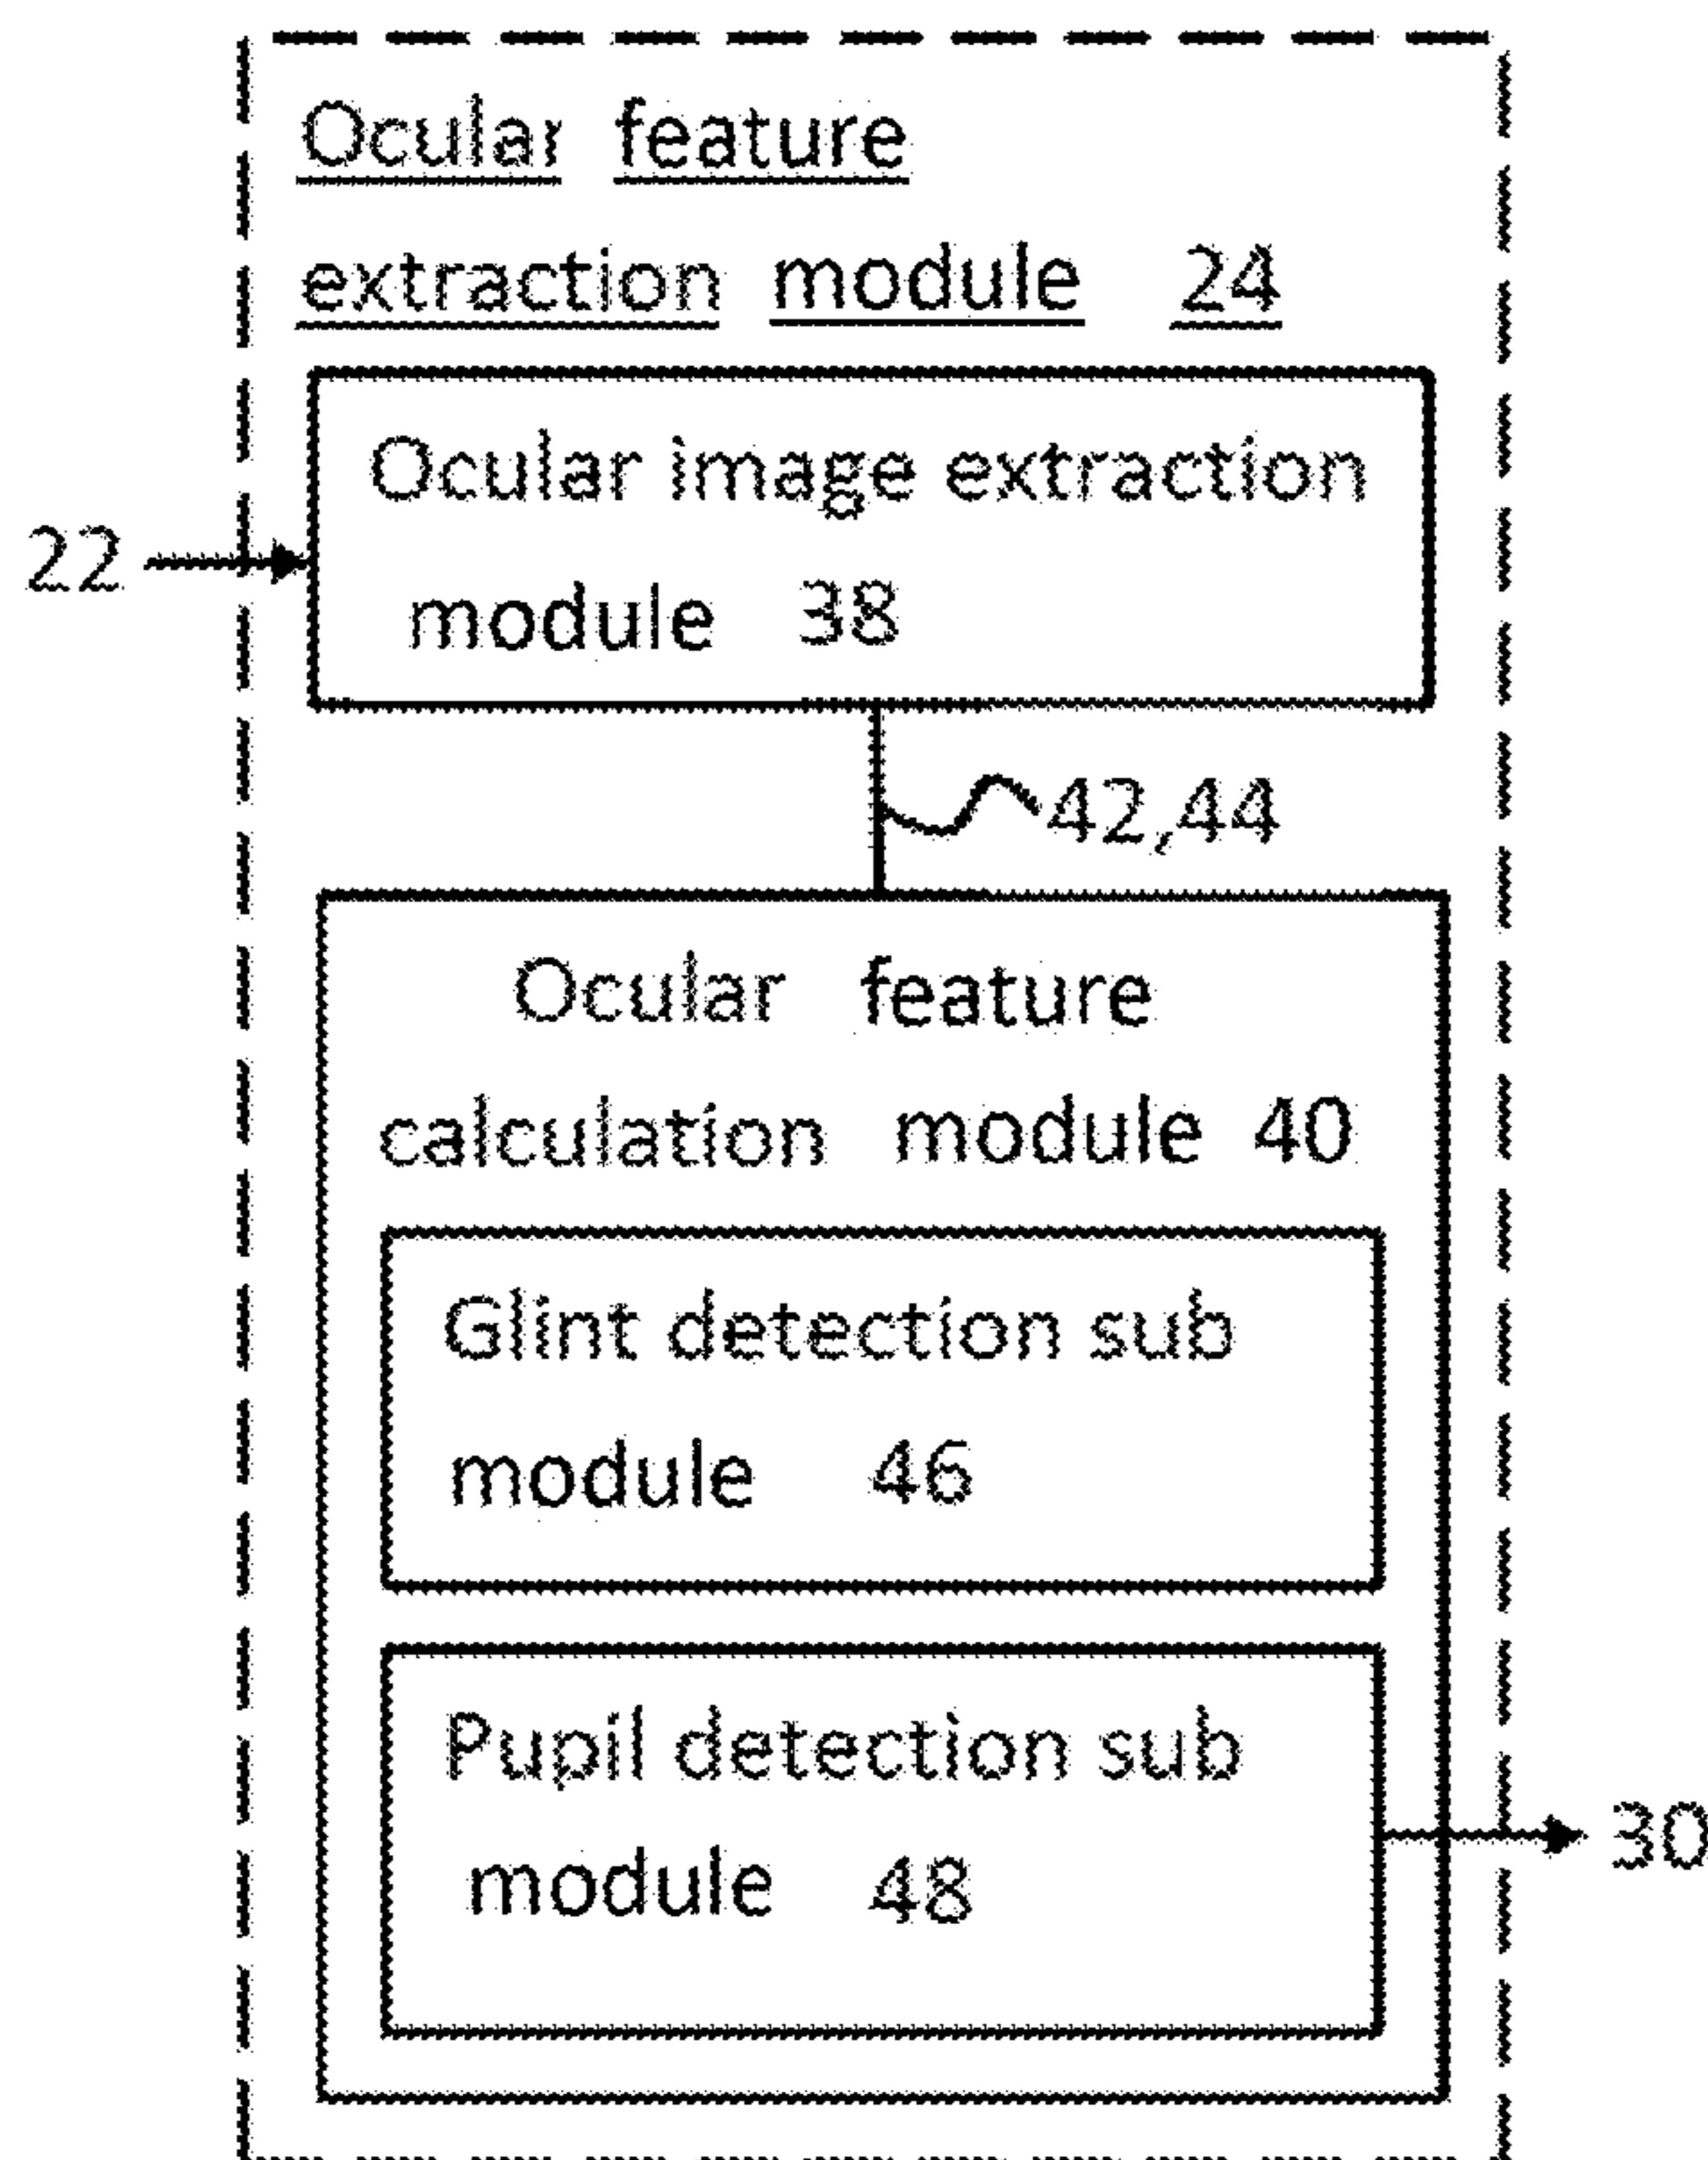 Ocular feature
extraction module 24
Ocular image extraction
22
module 38
42,44
Ocular feature
calculation module 40
Glint detection sub
module 46
Pupil detection sub
30
module 48